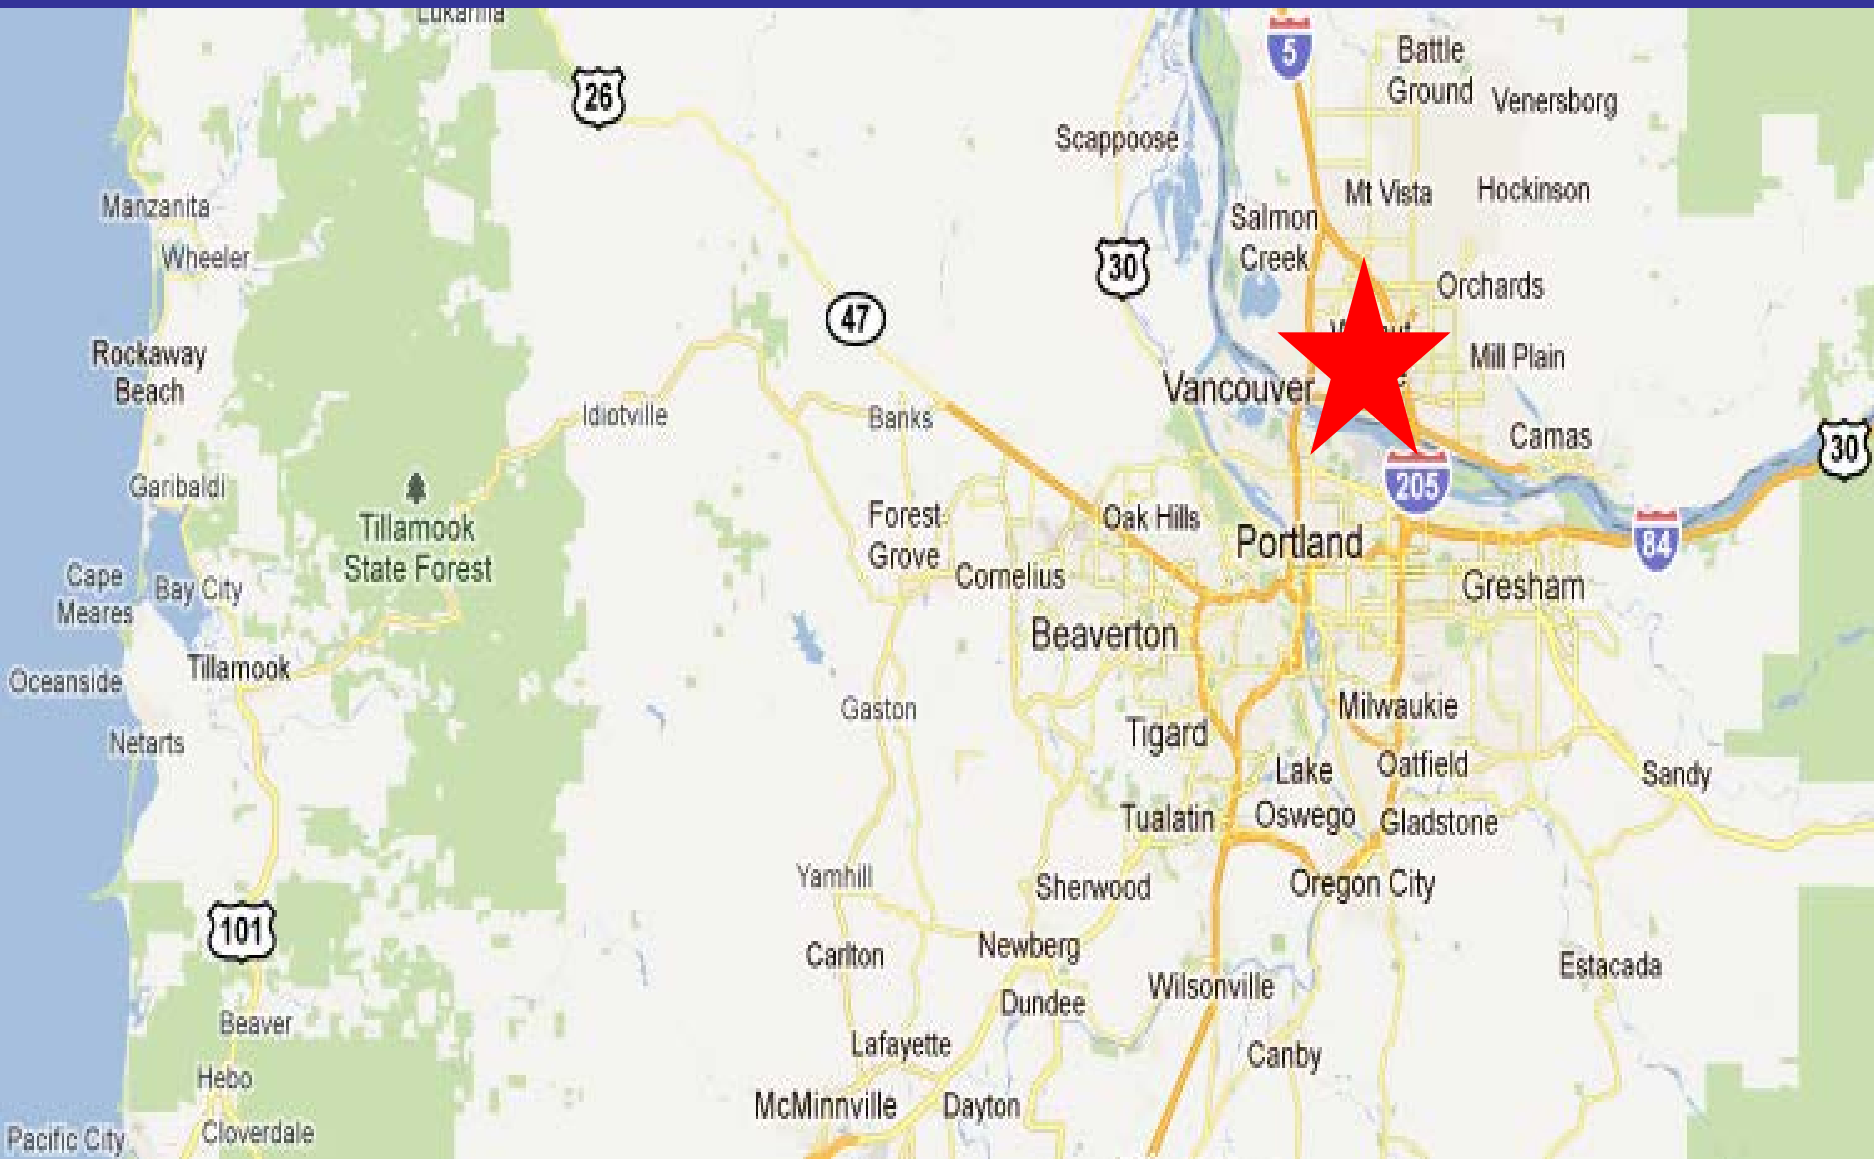 Lukarilla
26
5
Battle
Ground
Venersborg
Scappoose
Manzanita
Mt Vista
Hockinson
Salmon
Creek
Wheeler
30
Orchards
47
Rockaway
Beach
Mill Plain
Vancouver
Idiotville
Banks
Camas
30
Garibaldi
205
Tillamook
State Forest
Forest
Grove
Oak Hills
Portland
84
Cape
Meares
Bay City
Cornelius
Gresham
Beaverton
Tillamook
Oceanside
Gaston
Milwaukie
Netarts
Tigard
Lake
Oswego
Oatfield
Sandy
Tualatin
Gladstone
Yamhill
Sherwood
Oregon City
101
Carlton
Newberg
Estacada
Wilsonville
Dundee
Beaver
Lafayette
Canby
Hebo
McMinnville
Dayton
Pacific City
Cloverdale